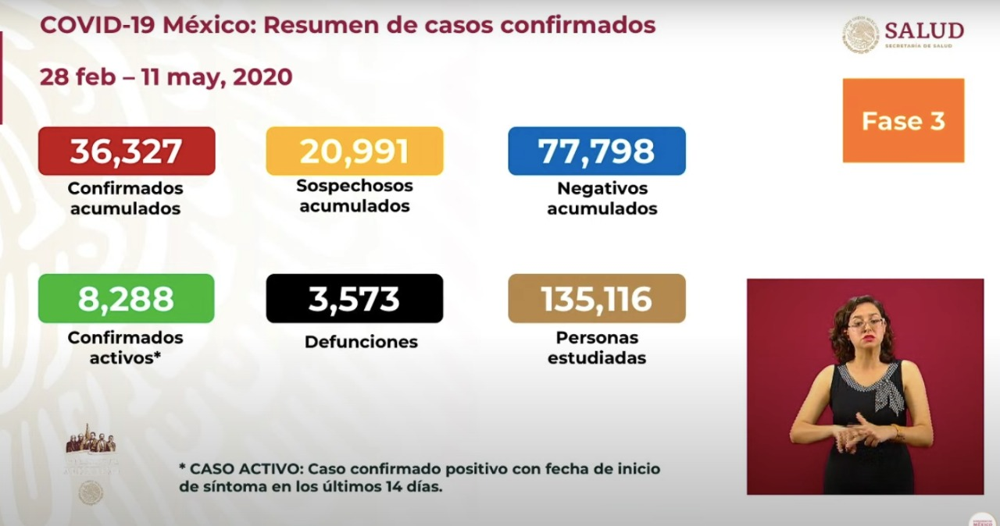 COVID-19 México: Resumen de casos confirmados
SALUD
SECRETARÍA DE SALUD
28 feb – 11 may, 2020
Fase 3
36,327
Confirmados
acumulados
20,991
Sospechosos
acumulados
77,798
Negativos
acumulados
8,288
Confirmados
activos*
3,573
Defunciones
135,116
Personas
estudiadas
* CASO ACTIVO: Caso confirmado positivo con fecha de inicio
de síntoma en los últimos 14 días.
MÉXICO